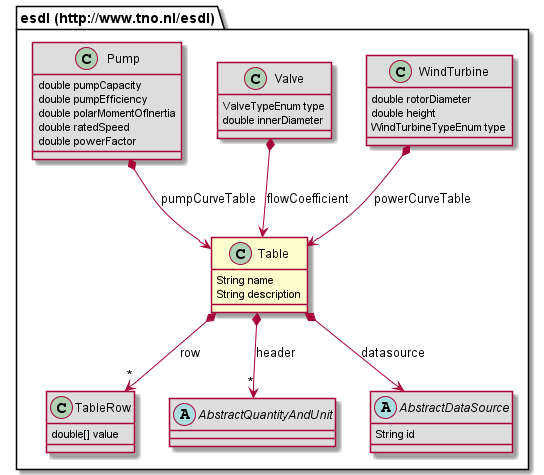 esdl (http://www.tno.nl/esdl)
C Pump
double pumpCapacity
double pumpEfficiency
double polarMomentOfInertia
double ratedSpeed
double powerFactor
C Valve
ValveTypeEnum type
double innerDiameter
C WindTurbine
double rotorDiameter
double height
WindTurbineTypeEnum type
pumpCurveTable
flowCoefficient
powerCurveTable
C Table
String name
String description
row
header
datasource
*
*
C TableRow
double[] value
A AbstractQuantityAndUnit
A AbstractDataSource
String id